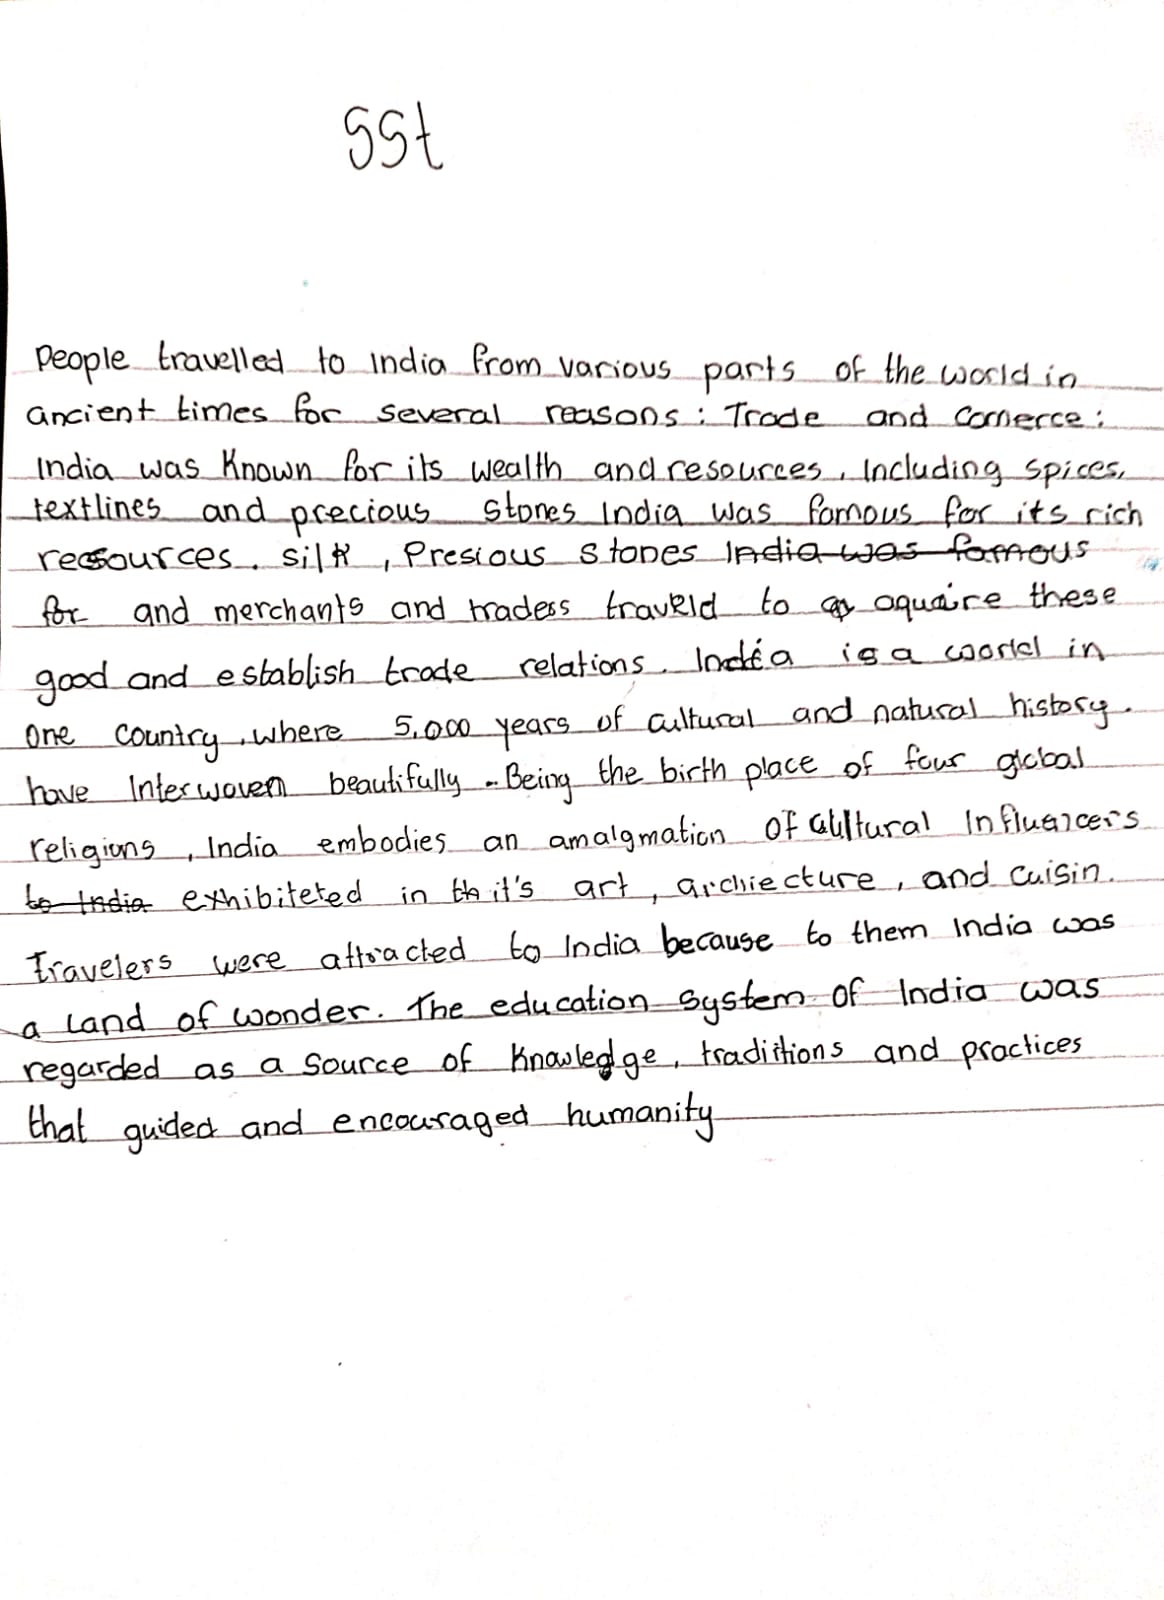 SSt
People travelled to India from various parts of the world in
ancient times for several reasons : Trade and Comerce :
India was Known for its wealth and resources, Including spices,
textlines and precious stones India was famous for its rich
resources. silk, Presious stones India was famous
for and merchants and tradess traveld to aquaire these
good and establish trade relations. India is a world in
one country, where 5,000 years of cultural and natural history.
have Interwoven beautifully. Being the birth place of four global
religions, India embodies an amalgmation of Cultural Influencers
to India exhibiteted in it's art, archiecture, and cuisin.
Travelers were attracted to India because to them India was
a land of wonder. The education system of India was
regarded as a source of Knowledge, traditions and practices
that guided and encouraged humanity